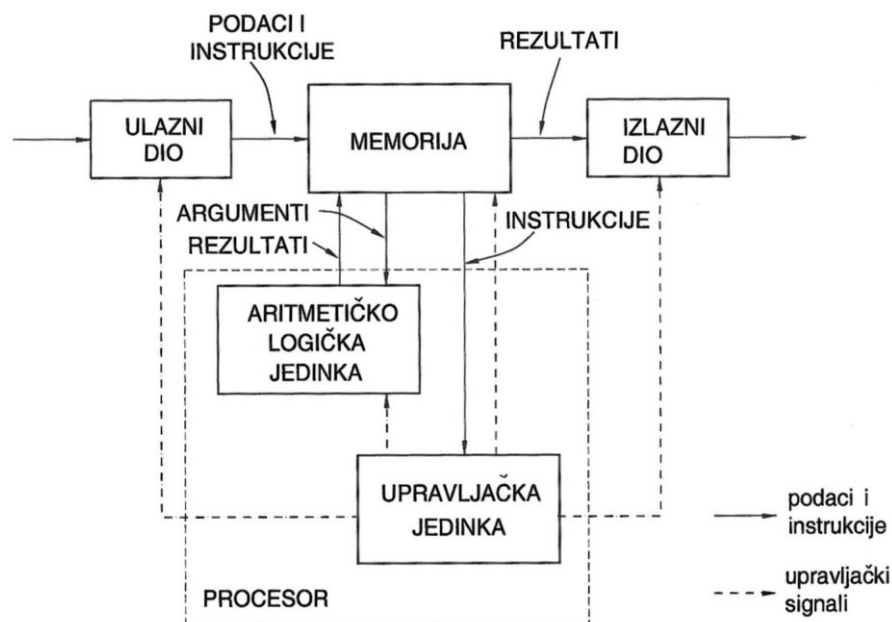 PODACI I
INSTRUKCIJE
REZULTATI
ULAZNI
DIO
MEMORIJA
IZLAZNI
DIO
ARGUMENTI
REZULTATI
INSTRUKCIJE
ARITMETIČKO
LOGIČKA
JEDINKA
UPRAVLJAČKA
JEDINKA
PROCESOR
podaci i
instrukcije
upravljački
signali